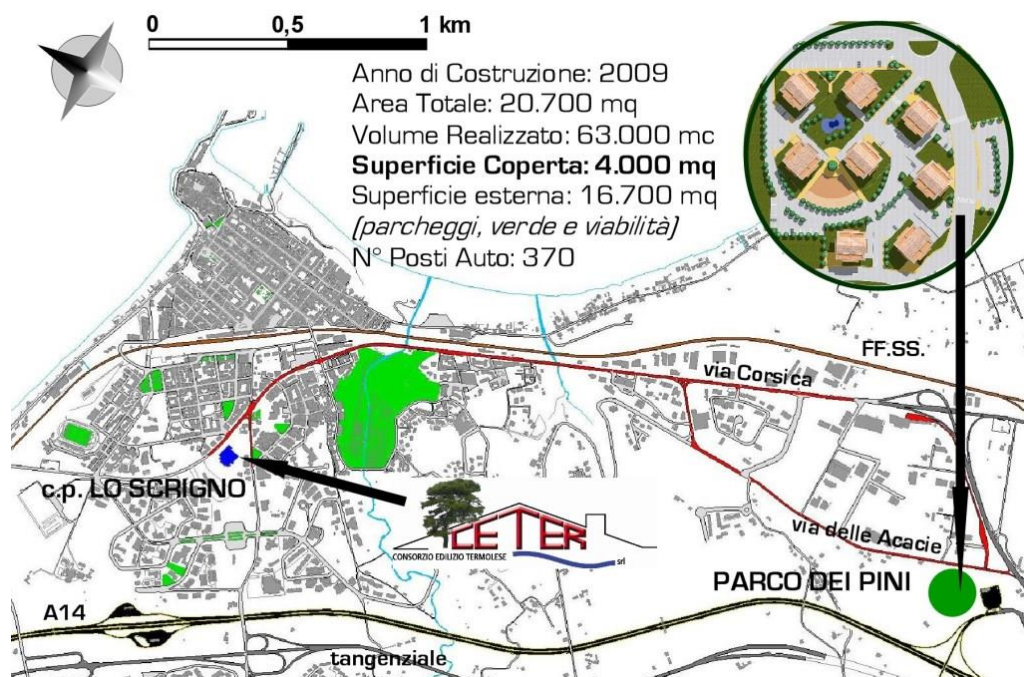 0 0,5 1 km
Anno di Costruzione: 2009
Area Totale: 20.700 mq
Volume Realizzato: 63.000 mc
Superficie Coperta: 4.000 mq
Superficie esterna: 16.700 mq
(parcheggi, verde e viabilità)
N° Posti Auto: 370
FF.SS.
via Corsica
c.p. LO SCRIGNO
CETER
CONSORZIO EDILIZIO TERMOLESE
srl
via delle Acacie
PARCO DEI PINI
A14
tangenziale